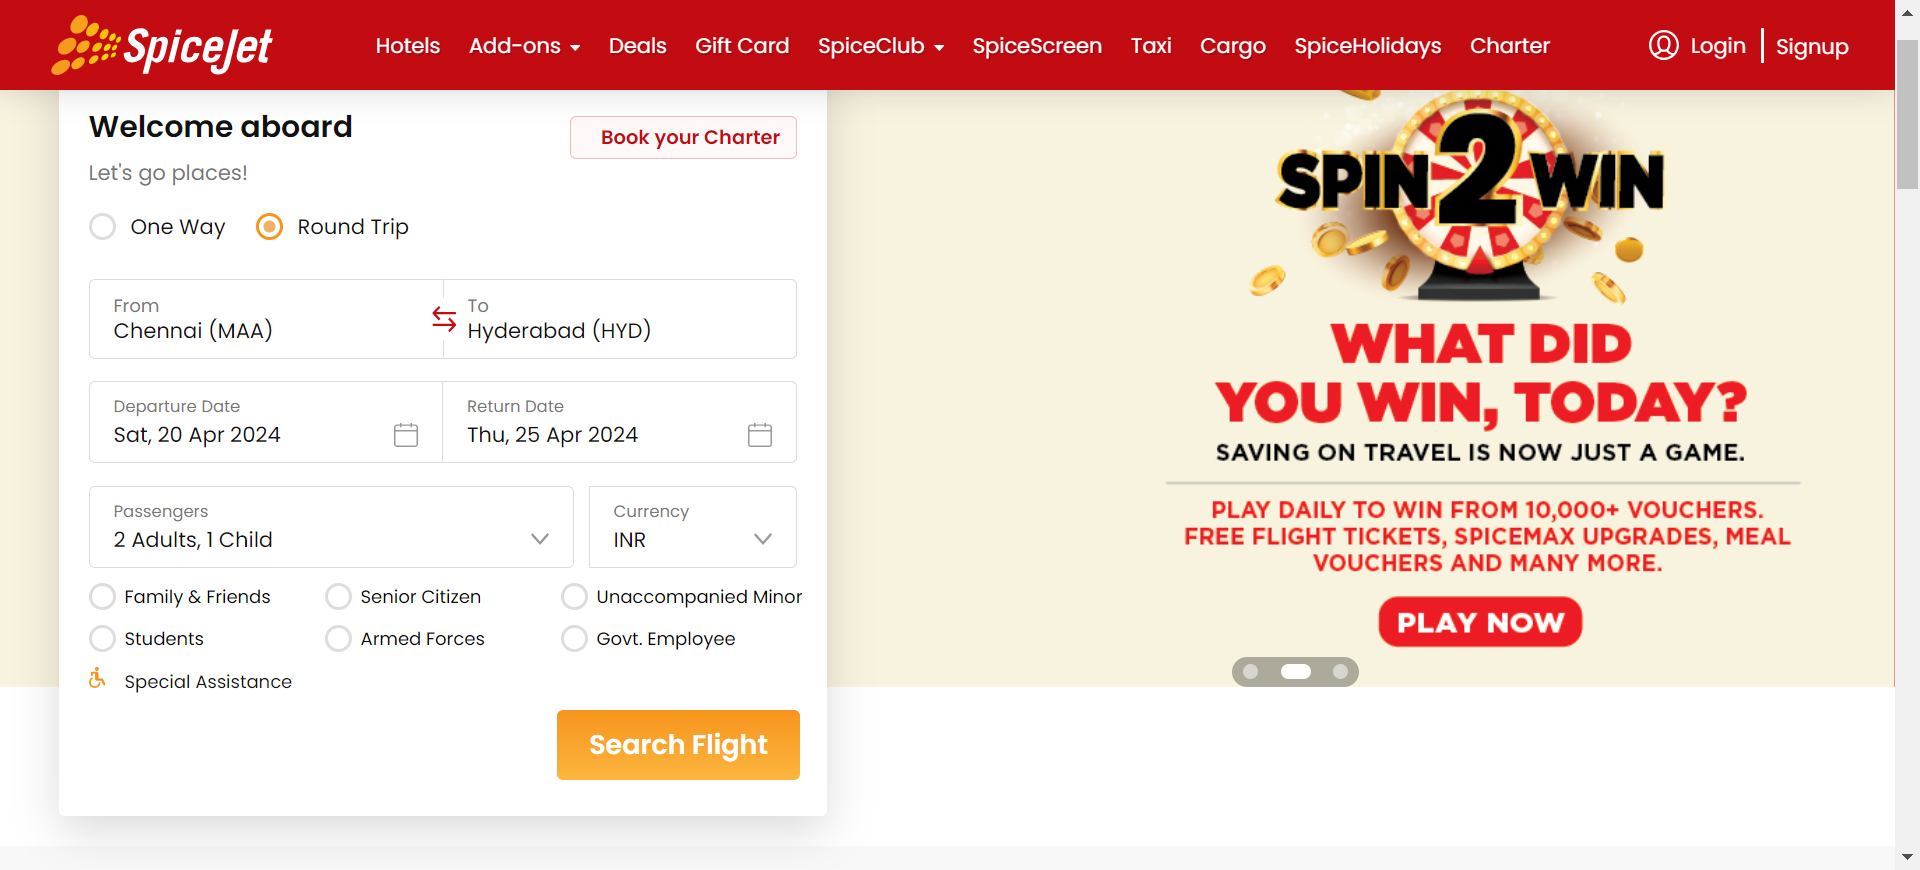 SpiceJet
Hotels Add-ons Deals Gift Card SpiceClub SpiceScreen Taxi Cargo SpiceHolidays Charter Login Signup
Welcome aboard
Book your Charter
Let's go places!
One Way Round Trip
From
Chennai (MAA)
To
Hyderabad (HYD)
Departure Date
Sat, 20 Apr 2024
Return Date
Thu, 25 Apr 2024
Passengers
2 Adults, 1 Child
Currency
INR
Family & Friends Senior Citizen Unaccompanied Minor
Students Armed Forces Govt. Employee
Special Assistance
Search Flight
SPIN 2 WIN
WHAT DID
YOU WIN, TODAY?
SAVING ON TRAVEL IS NOW JUST A GAME.
PLAY DAILY TO WIN FROM 10,000+ VOUCHERS.
FREE FLIGHT TICKETS, SPICEMAX UPGRADES, MEAL
VOUCHERS AND MANY MORE.
PLAY NOW